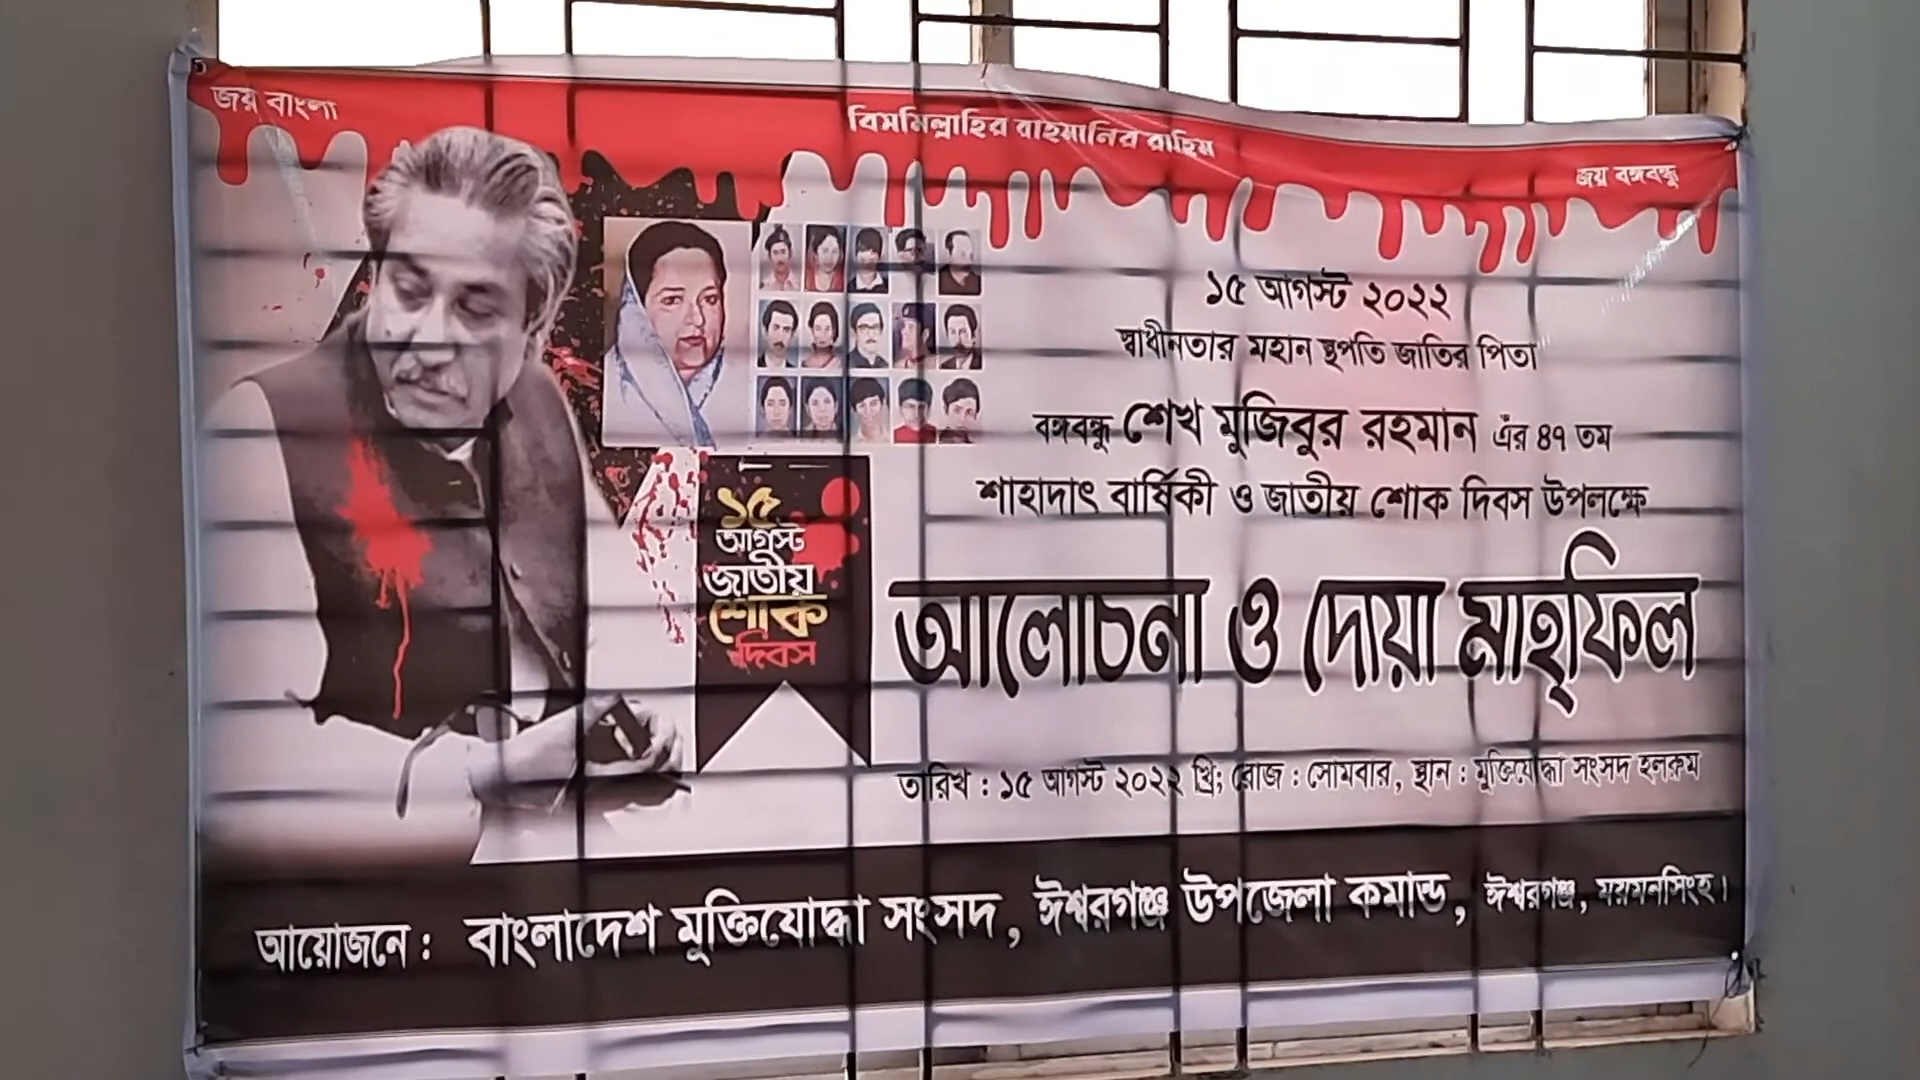 জয় বাংলা
বিসমিল্লাহির রাহমানির রাহিম
জয় বঙ্গবন্ধু
১৫ আগস্ট ২০২২
স্বাধীনতার মহান স্থপতি জাতির পিতা
বঙ্গবন্ধু শেখ মুজিবুর রহমান এঁর ৪৭ তম
শাহাদাৎ বার্ষিকী ও জাতীয় শোক দিবস উপলক্ষে
১৫
আগস্ট
জাতীয়
শোক
দিবস
আলোচনা ও দোয়া মাহ্ফিল
তারিখ : ১৫ আগস্ট ২০২২ খ্রি; রোজ : সোমবার, স্থান : মুক্তিযোদ্ধা সংসদ হলরুম
আয়োজনে : বাংলাদেশ মুক্তিযোদ্ধা সংসদ, ঈশ্বরগঞ্জ উপজেলা কমান্ড, ঈশ্বরগঞ্জ, ময়মনসিংহ।